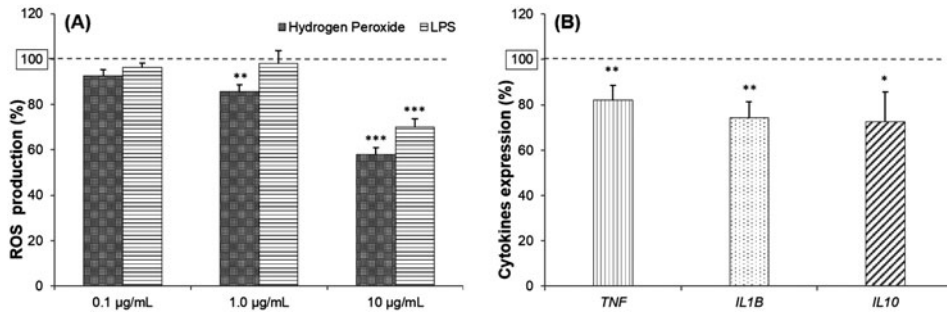 (A)
Hydrogen Peroxide
LPS
ROS production (%)
120
100
80
60
40
20
0
**
***
***
0.1 µg/mL
1.0 µg/mL
10 µg/mL
(B)
Cytokines expression (%)
120
100
80
60
40
20
0
**
**
*
TNF
IL1B
IL10